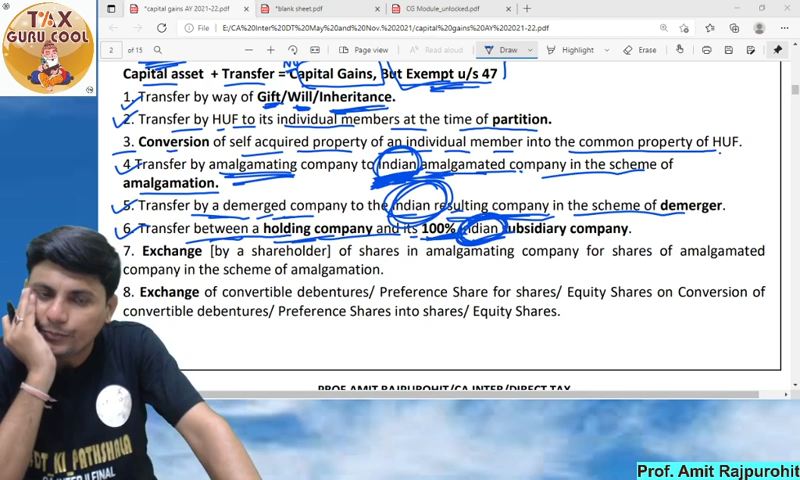 TAX
GURU COOL
*capital gains AY 2021-22.pdf
*blank sheet.pdf
CG Module_unlocked.pdf
E:/CA%20Inter%20DT%20May%20and%20Nov.%202021/capital%20gains%20AY%202021-22.pdf
2 of 15
Page view
Read aloud
Draw
Highlight
Erase
Capital asset + Transfer = Capital Gains, But Exempt u/s 47
1. Transfer by way of Gift/Will/Inheritance.
2. Transfer by HUF to its individual members at the time of partition.
3. Conversion of self acquired property of an individual member into the common property of HUF.
4. Transfer by amalgamating company to Indian amalgamated company in the scheme of
amalgamation.
5. Transfer by a demerged company to the Indian resulting company in the scheme of demerger.
6. Transfer between a holding company and its 100% Indian subsidiary company.
7. Exchange [by a shareholder] of shares in amalgamating company for shares of amalgamated
company in the scheme of amalgamation.
8. Exchange of convertible debentures/ Preference Share for shares/ Equity Shares on Conversion of
convertible debentures/ Preference Shares into shares/ Equity Shares.
PROF AMIT RAJPUROHIT/CA INTER/DIRECT TAX
DT KI PATHSHALA
Prof. Amit Rajpurohit